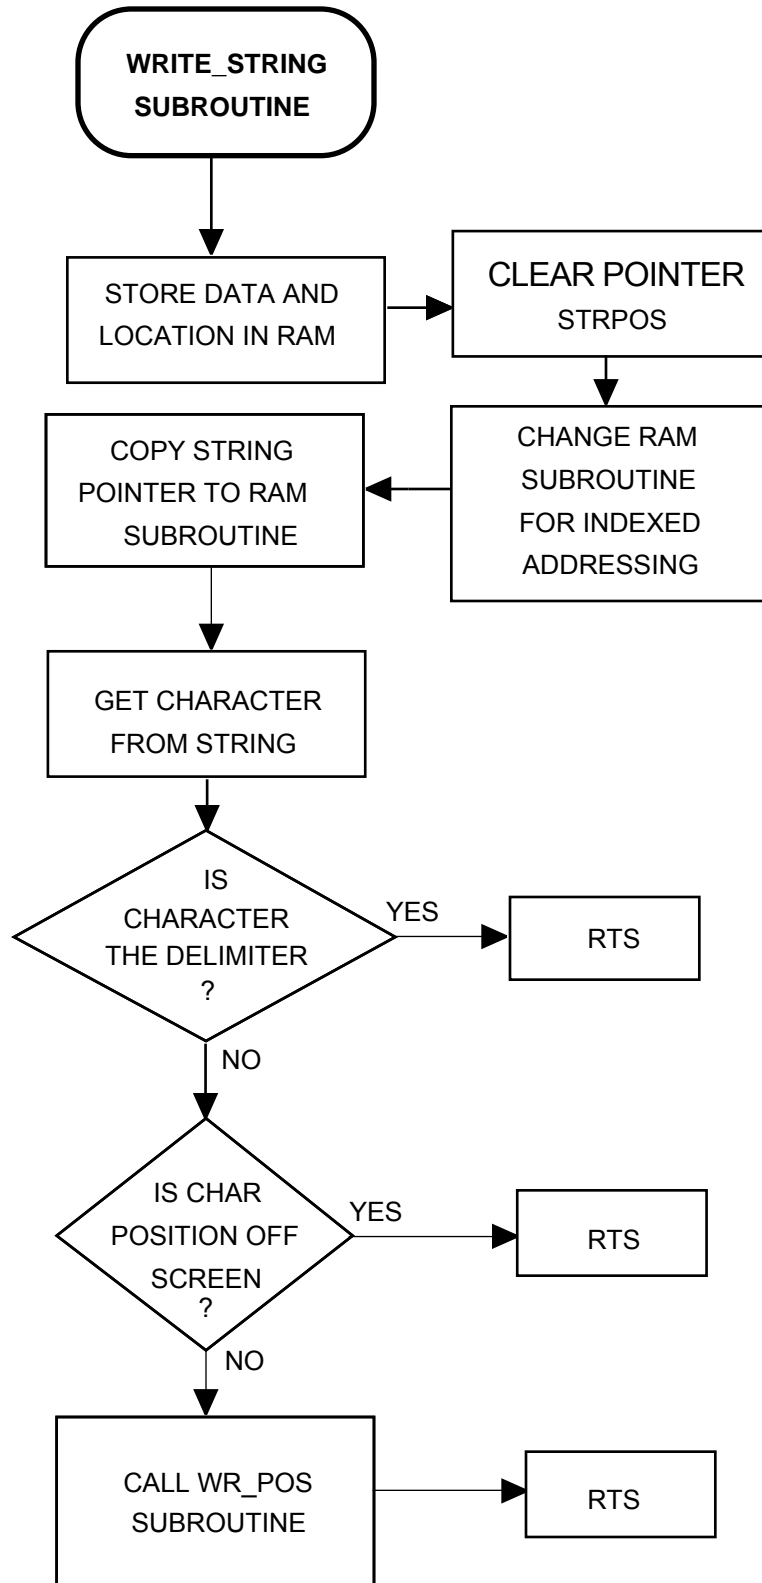 WRITE_STRING
SUBROUTINE
STORE DATA AND
LOCATION IN RAM
CLEAR POINTER
STRPOS
CHANGE RAM
SUBROUTINE
FOR INDEXED
ADDRESSING
COPY STRING
POINTER TO RAM
SUBROUTINE
GET CHARACTER
FROM STRING
IS
CHARACTER
THE DELIMITER
?
YES
RTS
NO
IS CHAR
POSITION OFF
SCREEN
?
YES
RTS
NO
CALL WR_POS
SUBROUTINE
RTS